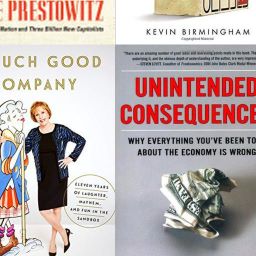 E PRESTOWITZ
Nation and Three Billion New Capitalists
KEVIN BIRMINGHAM
UCH GOOD
OMPANY
ELEVEN YEARS
OF LAUGHTER,
MAYHEM,
AND FUN IN THE
SANDBOX
UNINTENDED
CONSEQUENCE
WHY EVERYTHING YOU'VE BEEN TO
ABOUT THE ECONOMY IS WRONG